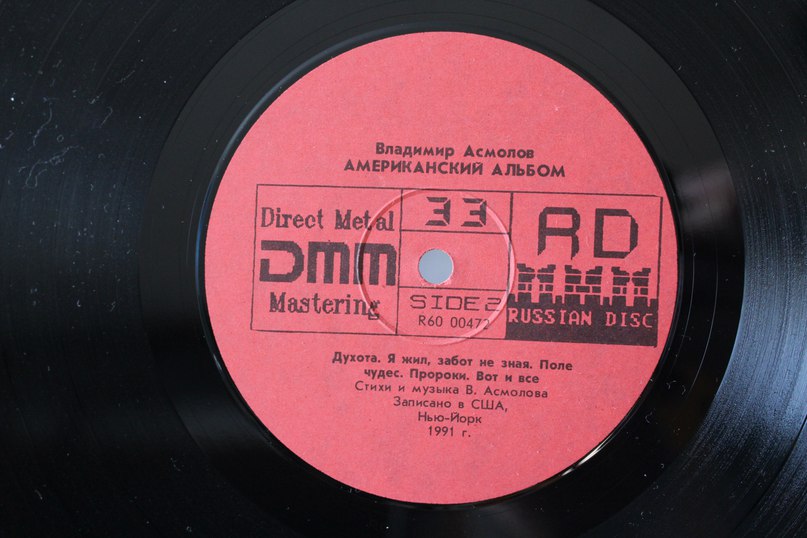 Владимир Асмолов
АМЕРИКАНСКИЙ АЛЬБОМ
Direct Metal
DMM
Mastering
33
SIDE 2
R60 00472
RD
RUSSIAN DISC
Духота. Я жил, забот не зная. Поле
чудес. Пророки. Вот и все
Стихи и музыка В. Асмолова
Записано в США,
Нью-Йорк
1991 г.